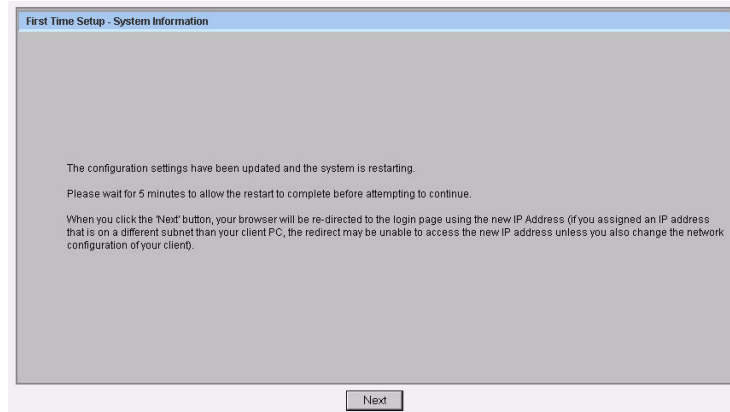 First Time Setup - System Information
The configuration settings have been updated and the system is restarting.
Please wait for 5 minutes to allow the restart to complete before attempting to continue.
When you click the 'Next' button, your browser will be re-directed to the login page using the new IP Address (if you assigned an IP address
that is on a different subnet than your client PC, the redirect may be unable to access the new IP address unless you also change the network
configuration of your client).
Next